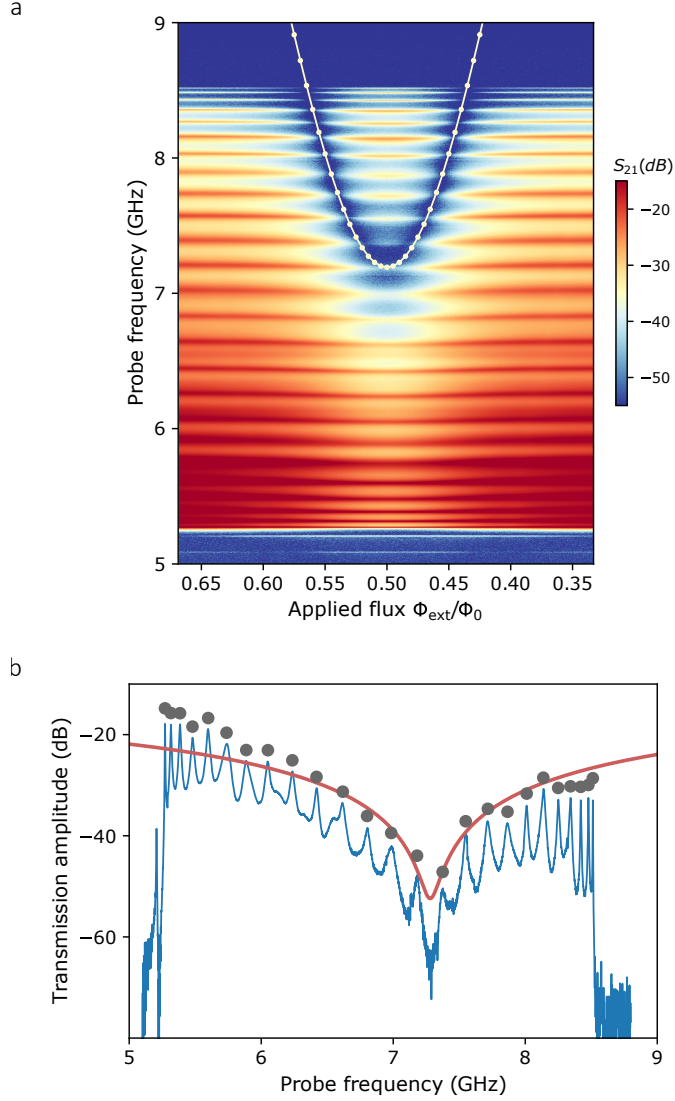 a
9
8
7
6
5
Probe frequency (GHz)
0.65 0.60 0.55 0.50 0.45 0.40 0.35
Applied flux Φext/Φ0
S21(dB)
−20
−30
−40
−50
b
−20
−40
−60
Transmission amplitude (dB)
5 6 7 8 9
Probe frequency (GHz)